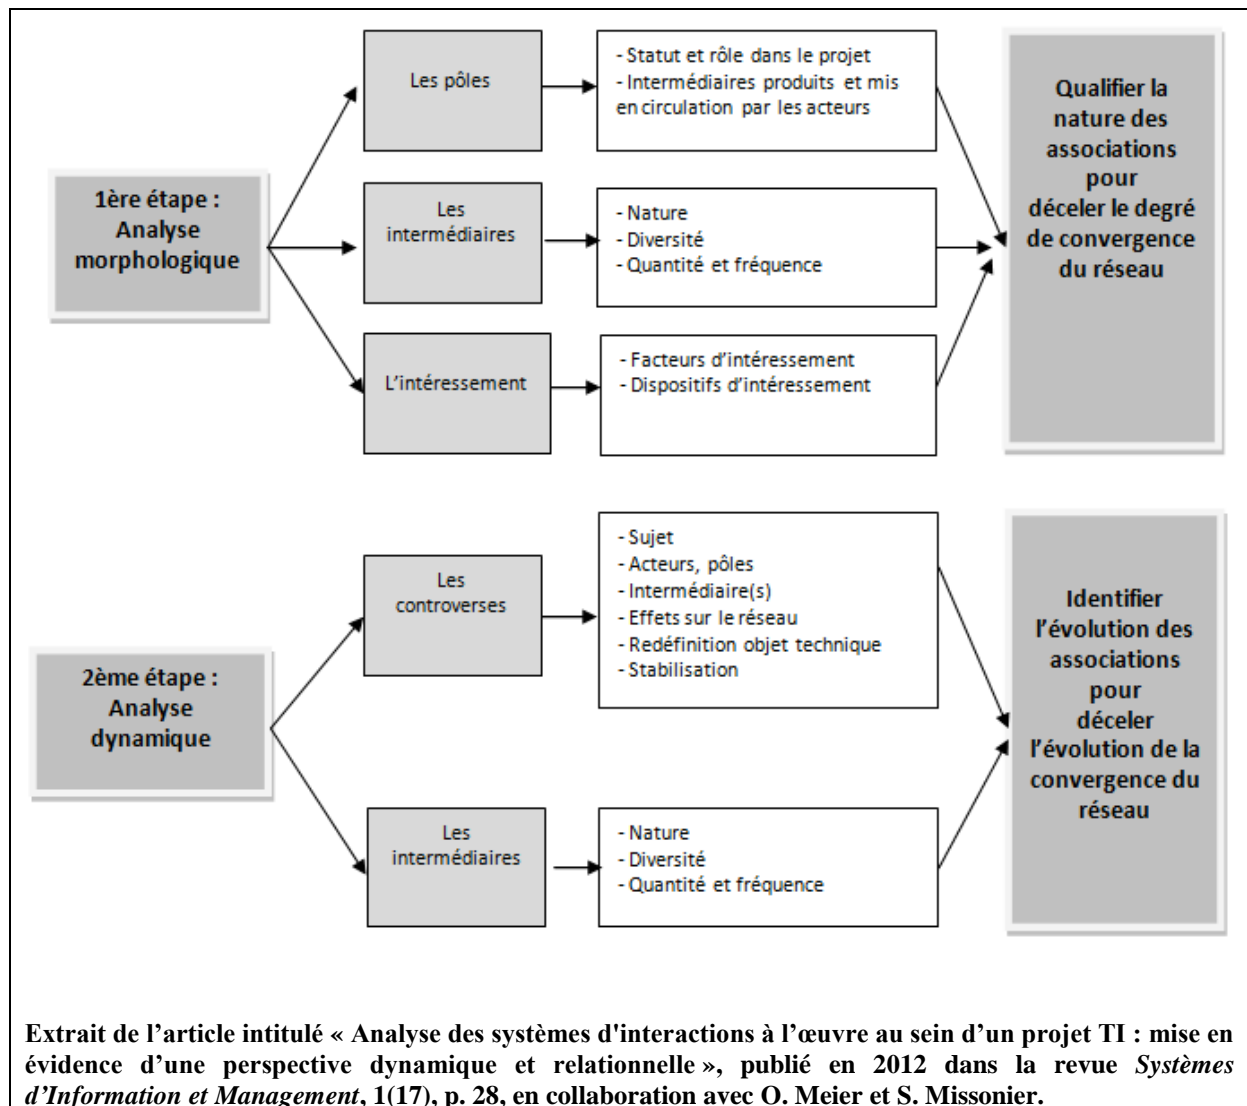 1ère étape :
Analyse
morphologique
Les pôles
- Statut et rôle dans le projet
- Intermédiaires produits et mis
en circulation par les acteurs
Les
intermédiaires
- Nature
- Diversité
- Quantité et fréquence
L'intéressement
- Facteurs d'intéressement
- Dispositifs d'intéressement
Qualifier la
nature des
associations
pour
déceler le degré
de convergence
du réseau
2ème étape :
Analyse
dynamique
Les
controverses
- Sujet
- Acteurs, pôles
- Intermédiaire(s)
- Effets sur le réseau
- Redéfinition objet technique
- Stabilisation
Les
intermédiaires
- Nature
- Diversité
- Quantité et fréquence
Identifier
l'évolution des
associations
pour
déceler
l'évolution de la
convergence du
réseau
Extrait de l'article intitulé « Analyse des systèmes d'interactions à l'œuvre au sein d'un projet TI : mise en
évidence d'une perspective dynamique et relationnelle », publié en 2012 dans la revue Systèmes
d'Information et Management, 1(17), p. 28, en collaboration avec O. Meier et S. Missonier.